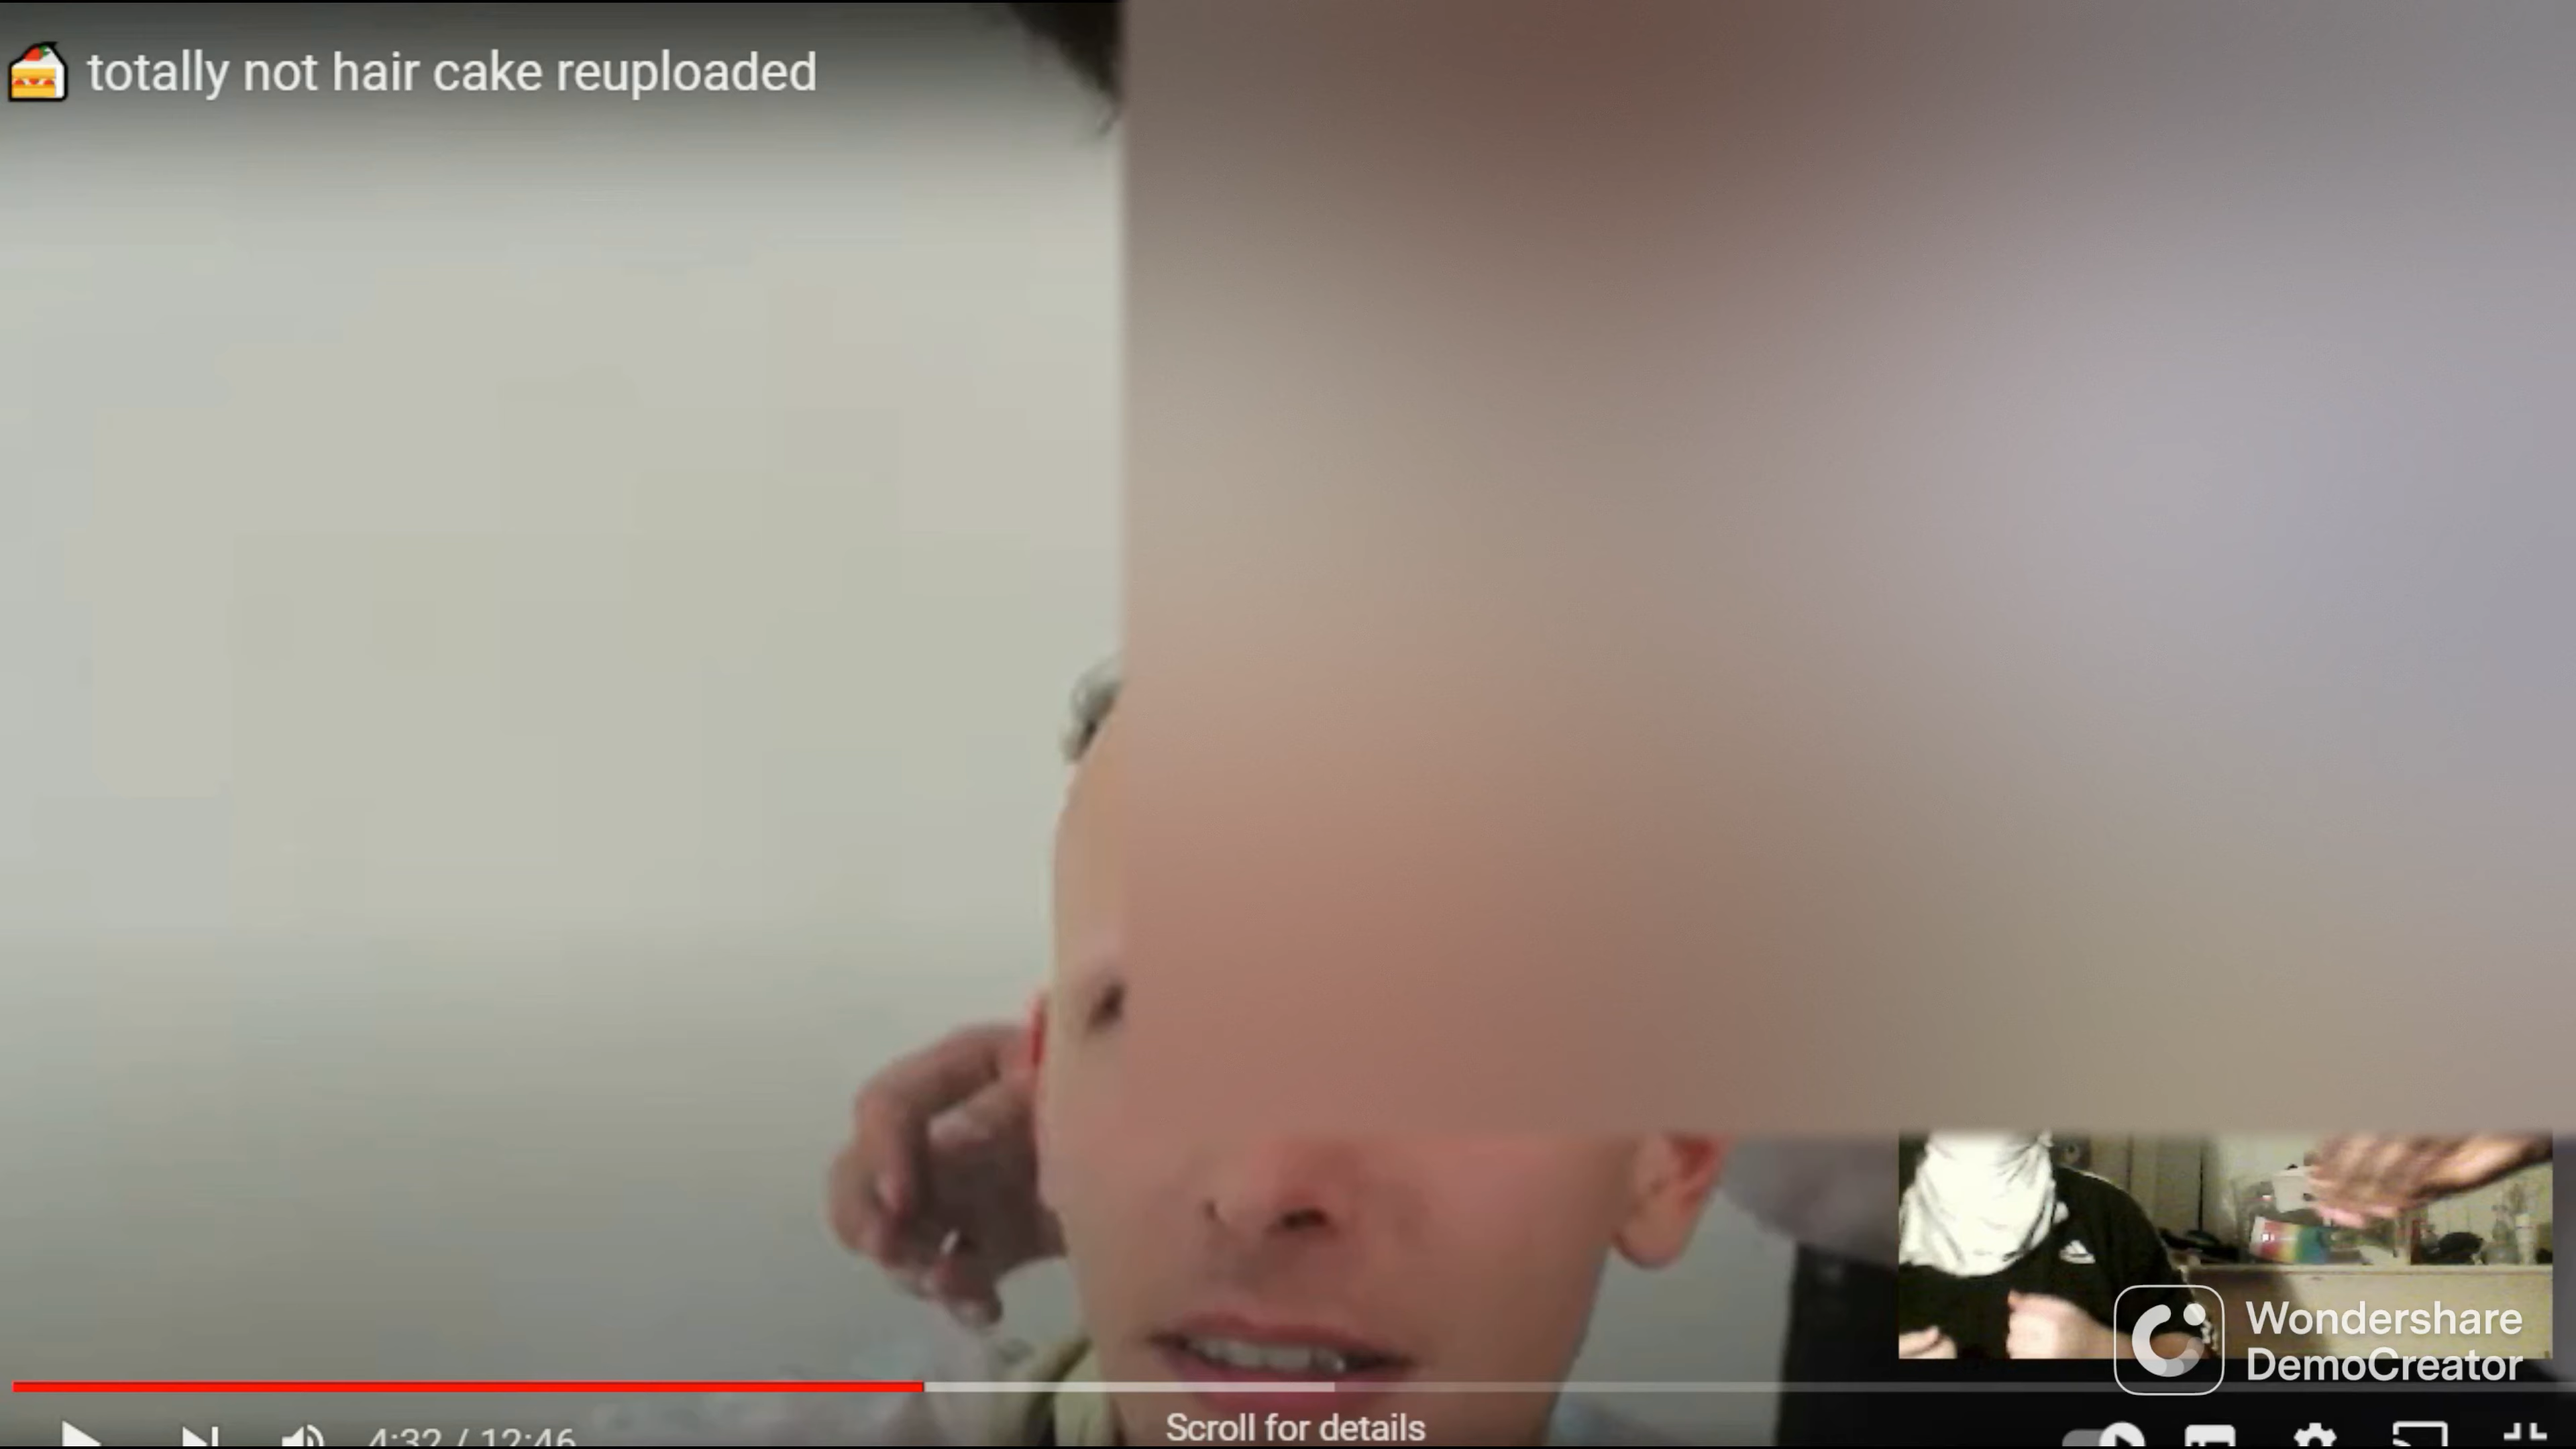 🍰 totally not hair cake reuploaded
Wondershare
DemoCreator
Scroll for details
4:32 / 12:46